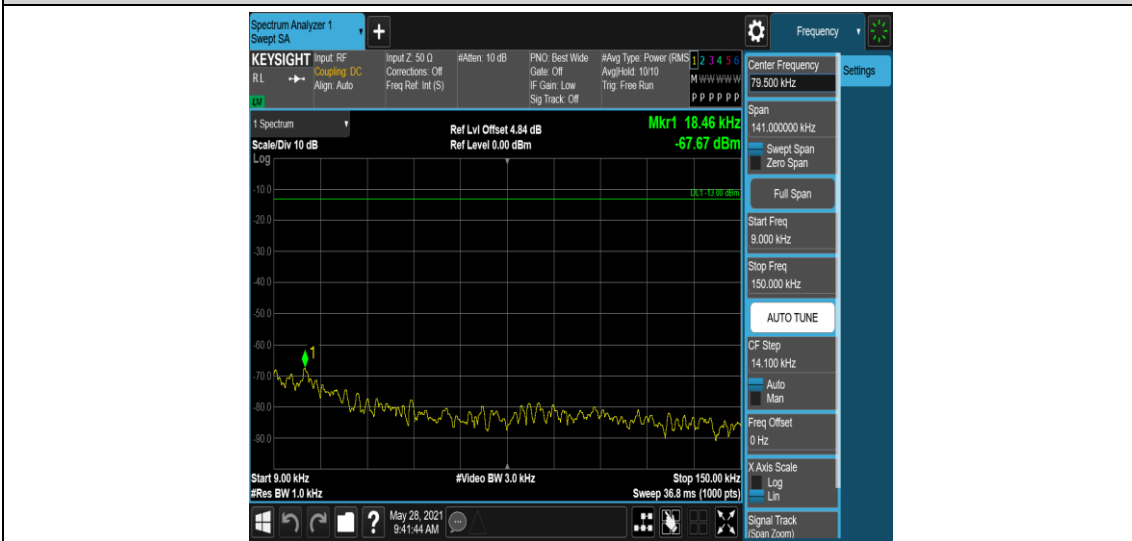 Spectrum Analyzer 1
Swept SA
+
Frequency
KEYSIGHT
RL
LXI
Input: RF
Coupling: DC
Align: Auto
Input Z: 50 Ω
Corrections: Off
Freq Ref: Int (S)
#Atten: 10 dB
PNO: Best Wide
Gate: Off
IF Gain: Low
Sig Track: Off
#Avg Type: Power (RMS
Avg|Hold: 10/10
Trig: Free Run
1 2 3 4 5 6
M W W W W W
P P P P P P
Center Frequency
79.500 kHz
Settings
Span
141.000000 kHz
Swept Span
Zero Span
Full Span
Start Freq
9.000 kHz
Stop Freq
150.000 kHz
AUTO TUNE
CF Step
14.100 kHz
Auto
Man
Freq Offset
0 Hz
X Axis Scale
Log
Lin
Signal Track
(Span Zoom)
1 Spectrum
Scale/Div 10 dB
Log
Ref Lvl Offset 4.84 dB
Ref Level 0.00 dBm
Mkr1 18.46 kHz
-67.67 dBm
DL1 -13.00 dBm
-10.0
-20.0
-30.0
-40.0
-50.0
-60.0
-70.0
-80.0
-90.0
1
Start 9.00 kHz
#Res BW 1.0 kHz
#Video BW 3.0 kHz
Stop 150.00 kHz
Sweep 36.8 ms (1000 pts)
?
May 28, 2021
9:41:44 AM